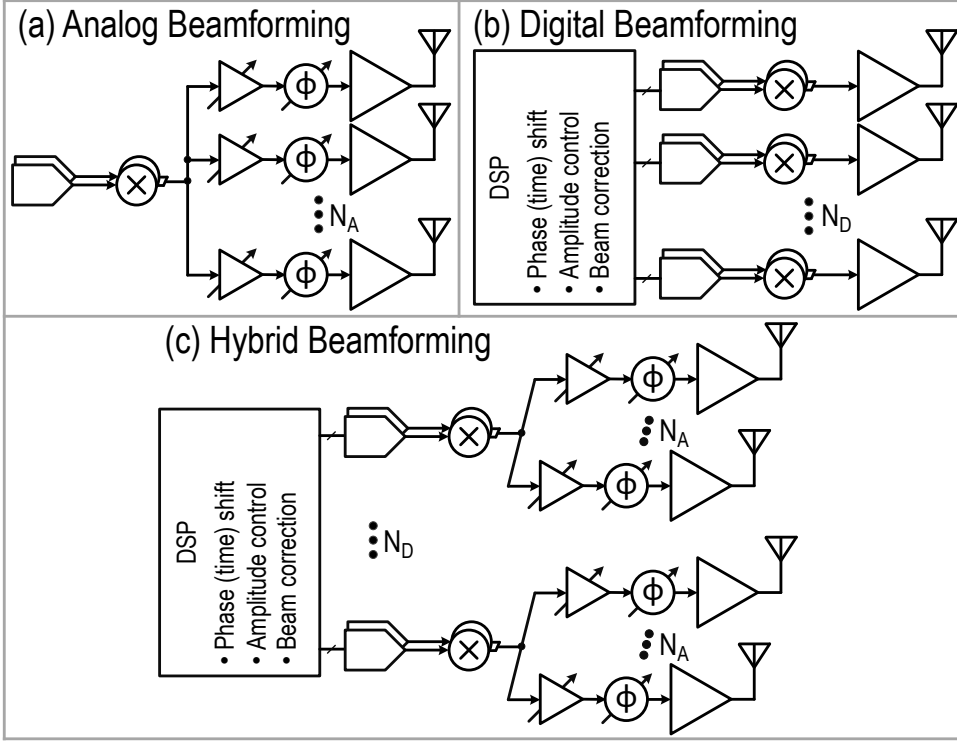 (a) Analog Beamforming
Φ
Φ
N_A
Φ
(b) Digital Beamforming
DSP
• Phase (time) shift
• Amplitude control
• Beam correction
N_D
(c) Hybrid Beamforming
DSP
• Phase (time) shift
• Amplitude control
• Beam correction
N_D
Φ
N_A
Φ
Φ
N_A
Φ